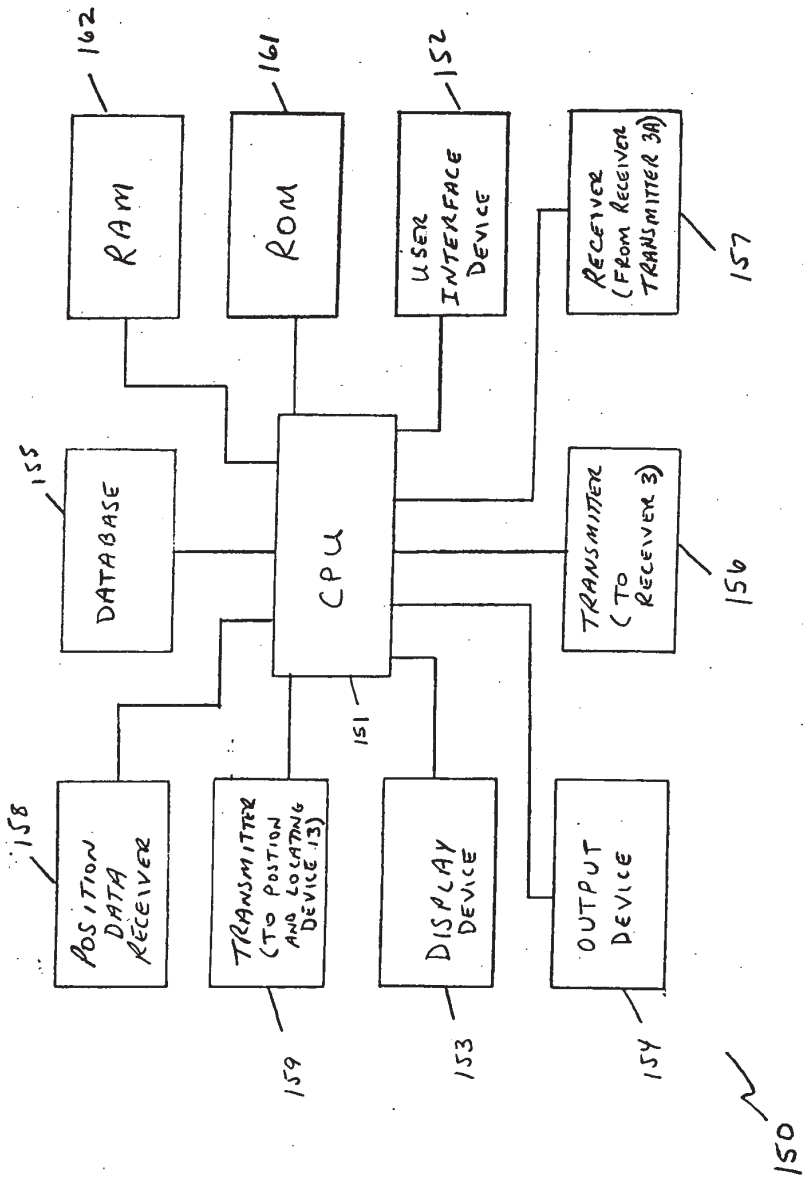 162
RAM
161
ROM
152
USER
INTERFACE
DEVICE
RECEIVER
(FROM RECEIVER
TRANSMITTER 3A)
157
155
DATABASE
CPU
151
TRANSMITTER
(TO
RECEIVER 3)
156
158
POSITION
DATA
RECEIVER
TRANSMITTER
(TO POSTION
AND LOCATING
DEVICE 13)
159
DISPLAY
DEVICE
153
OUTPUT
DEVICE
154
150